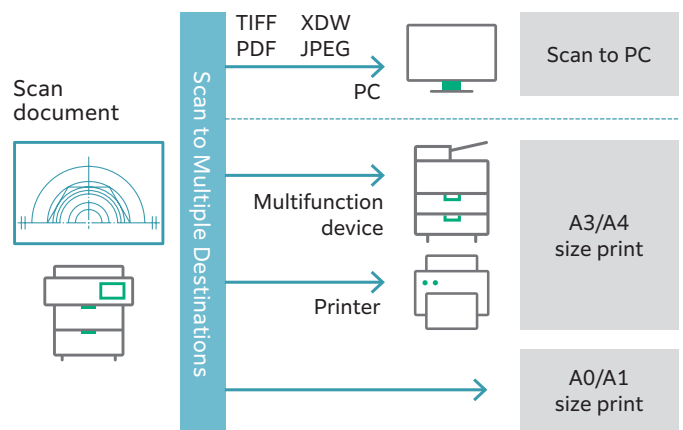 Scan
document
Scan to Multiple Destinations
TIFF XDW
PDF JPEG
PC
Scan to PC
Multifunction
device
Printer
A3/A4
size print
A0/A1
size print